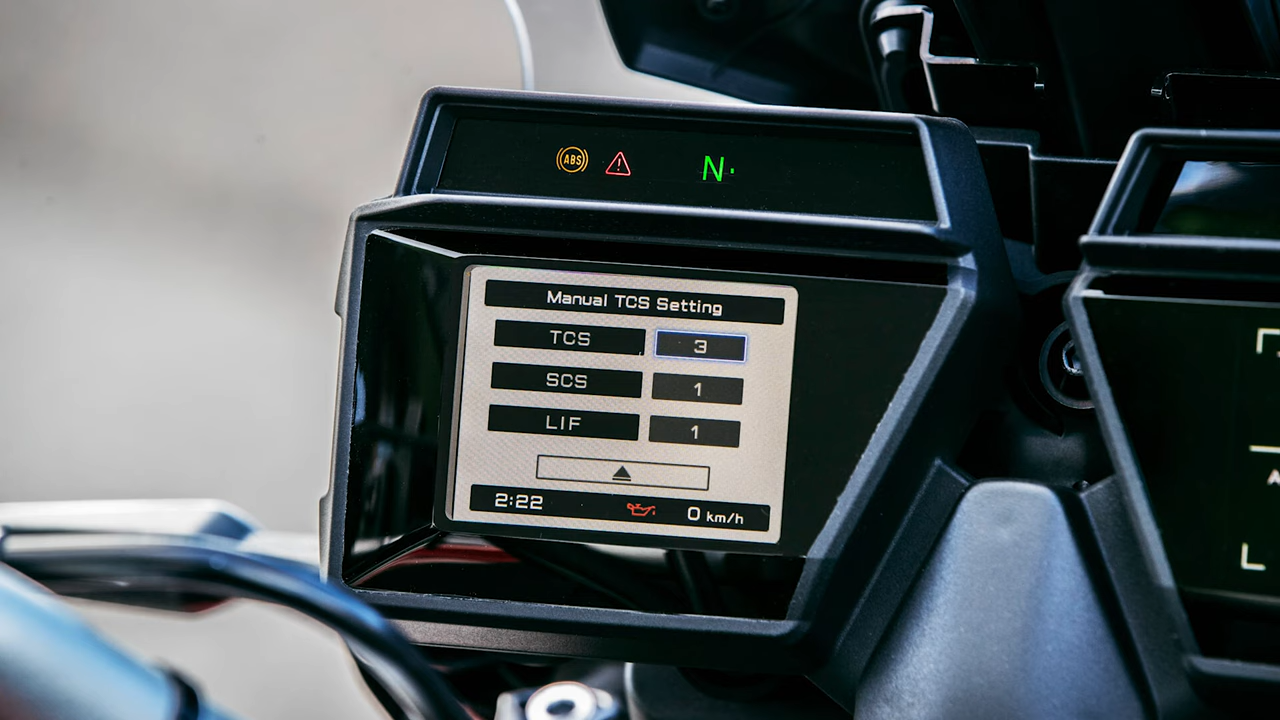 ABS N
Manual TCS Setting
TCS 3
SCS 1
LIF 1
2:22 0 km/h